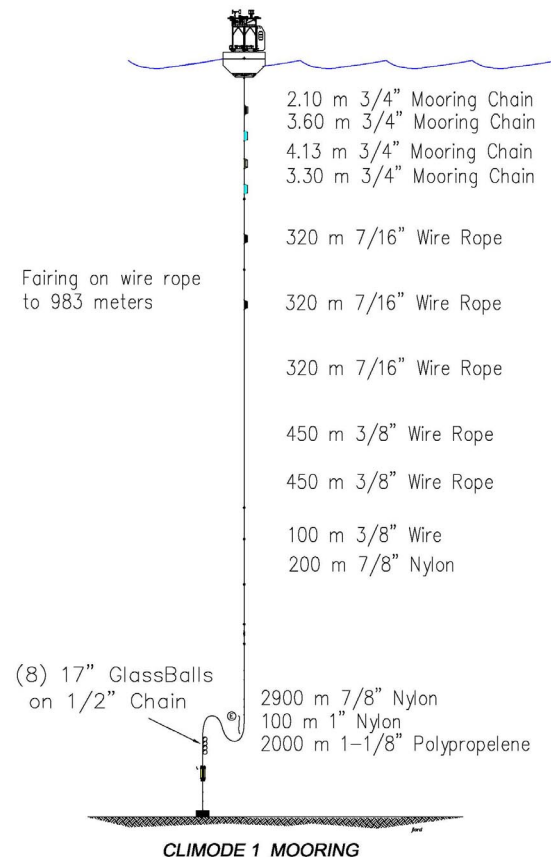 2.10 m 3/4" Mooring Chain
3.60 m 3/4" Mooring Chain
4.13 m 3/4" Mooring Chain
3.30 m 3/4" Mooring Chain
320 m 7/16" Wire Rope
Fairing on wire rope
to 983 meters
320 m 7/16" Wire Rope
320 m 7/16" Wire Rope
450 m 3/8" Wire Rope
450 m 3/8" Wire Rope
100 m 3/8" Wire
200 m 7/8" Nylon
(8) 17" GlassBalls
on 1/2" Chain
E
2900 m 7/8" Nylon
100 m 1" Nylon
2000 m 1-1/8" Polypropelene
CLIMODE 1 MOORING